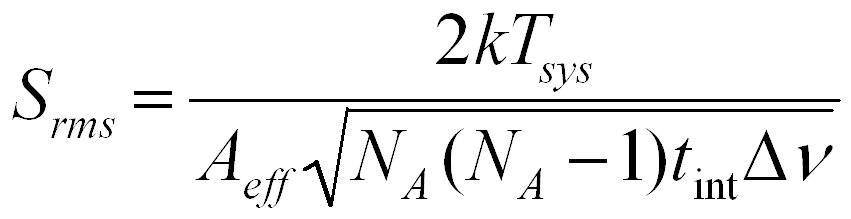 S_rms = 2kT_sys / (A_eff √(N_A(N_A − 1)t_int Δν))